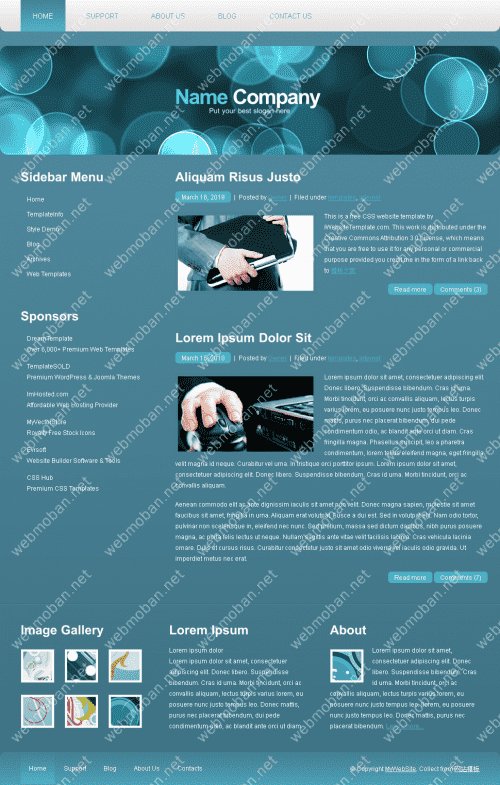 HOME SUPPORT ABOUT US BLOG CONTACT US
Name Company
Put your best slogan here
Sidebar Menu
Home
TemplateInfo
Style Demo
Blog
Archives
Web Templates
Sponsors
DreamTemplate
Over 6,000+ Premium Web Templates
TemplateSOLD
Premium WordPress & Joomla Themes
ImHosted.com
Affordable Web Hosting Provider
MyVectorStore
Royalty Free Stock Icons
Evrsoft
Website Builder Software & Tools
CSS Hub
Premium CSS Templates
Aliquam Risus Justo
March 16, 2018 | Posted by Owner | Filed under templates, internet
This is a free CSS website template by
iWebsiteTemplate.com. This work is distributed under the
Creative Commons Attribution 3.0 License, which means
that you are free to use it for any personal or commercial
purpose provided you credit me in the form of a link back
to
Read more Comments (3)
Lorem Ipsum Dolor Sit
March 15, 2018 | Posted by Owner | Filed under templates, internet
Lorem ipsum dolor sit amet, consectetuer adipiscing elit.
Donec libero. Suspendisse bibendum. Cras id urna.
Morbi tincidunt, orci ac convallis aliquam, lectus turpis
varius lorem, eu posuere nunc justo tempus leo. Donec
mattis, purus nec placerat bibendum, dui pede
condimentum odio, ac blandit ante orci ut diam. Cras
fringilla magna. Phasellus suscipit, leo a pharetra
condimentum, lorem tellus eleifend magna, eget fringilla
velit magna id neque. Curabitur vel urna. In tristique orci porttitor ipsum. Lorem ipsum dolor sit amet,
consectetuer adipiscing elit. Donec libero. Suspendisse bibendum. Cras id urna. Morbi tincidunt, orci ac
convallis aliquam.
Aenean commodo elit ac ante dignissim iaculis sit amet non velit. Donec magna sapien, molestie sit amet
faucibus sit amet, fringilla in urna. Aliquam erat volutpat. Fusce a dui est. Sed in volutpat elit. Nam odio tortor,
pulvinar non scelerisque in, eleifend nec nunc. Sed pretium, massa sed dictum dapibus, nibh purus posuere
magna, ac porta felis lectus ut neque. Nullam sagittis ante vitae velit facilisis lacinia. Cras vehicula lacinia
ornare. Duis et cursus risus. Curabitur consectetur justo sit amet odio viverra vel iaculis odio gravida. Ut
imperdiet metus nec erat.
Read more Comments (7)
Image Gallery
Lorem Ipsum
Lorem ipsum dolor
Lorem ipsum dolor sit amet, consectetuer
adipiscing elit. Donec libero. Suspendisse
bibendum. Cras id urna. Morbi tincidunt, orci ac
convallis aliquam, lectus turpis varius lorem, eu
posuere nunc justo tempus leo. Donec mattis,
purus nec placerat bibendum, dui pede
condimentum odio, ac blandit ante orci ut diam.
About
Lorem ipsum dolor sit amet,
consectetuer adipiscing elit. Donec
libero. Suspendisse bibendum. Cras
id urna. Morbi tincidunt, orci ac
convallis aliquam, lectus turpis varius lorem, eu
posuere nunc justo tempus leo. Donec mattis, purus
nec placerat bibendum.
Home Support Blog About Us Contacts
© Copyright MyWebSite. Collect from 网站模板
webmoban.net